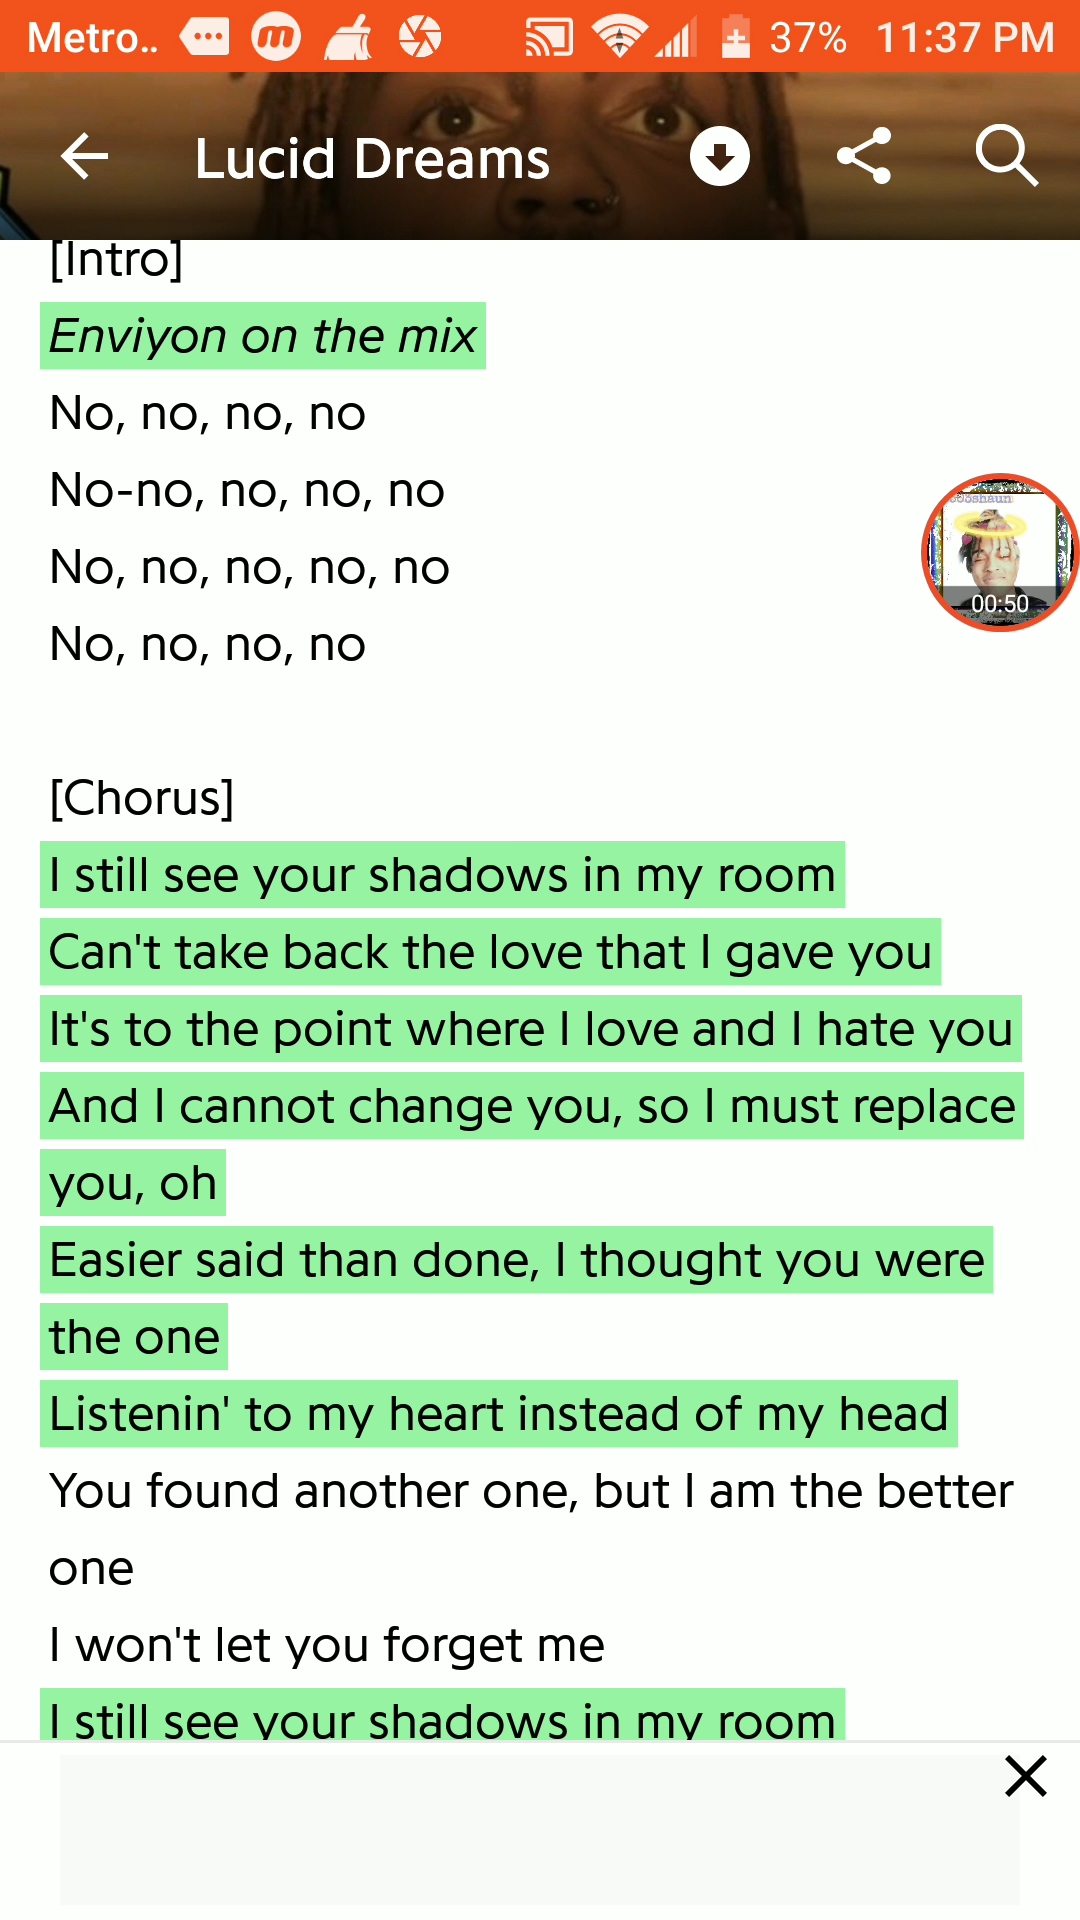 Metro.. 37% 11:37 PM
Lucid Dreams
[Intro]
Enviyon on the mix
No, no, no, no
No-no, no, no, no
No, no, no, no, no
No, no, no, no
003shaun
00:50
[Chorus]
I still see your shadows in my room
Can't take back the love that I gave you
It's to the point where I love and I hate you
And I cannot change you, so I must replace
you, oh
Easier said than done, I thought you were
the one
Listenin' to my heart instead of my head
You found another one, but I am the better
one
I won't let you forget me
I still see your shadows in my room